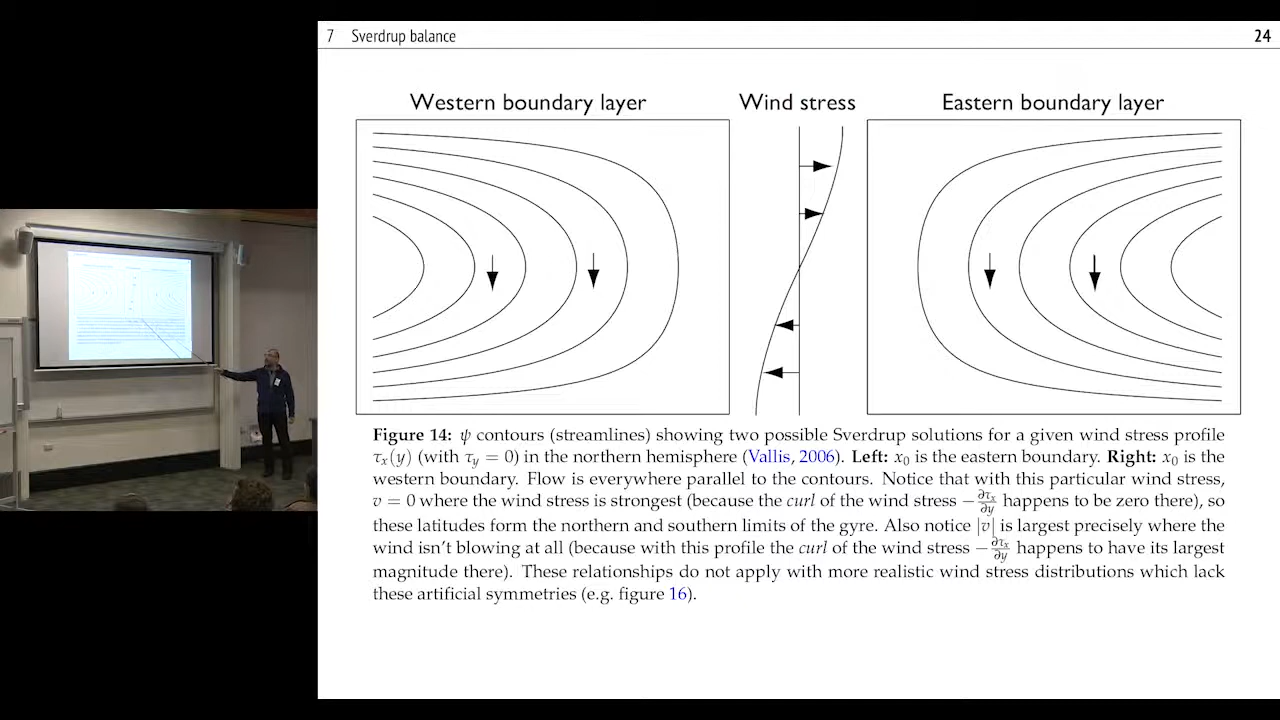 7 Sverdrup balance 24
Western boundary layer Wind stress Eastern boundary layer
Figure 14: ψ contours (streamlines) showing two possible Sverdrup solutions for a given wind stress profile
τx(y) (with τy = 0) in the northern hemisphere (Vallis, 2006). Left: x0 is the eastern boundary. Right: x0 is the
western boundary. Flow is everywhere parallel to the contours. Notice that with this particular wind stress,
v = 0 where the wind stress is strongest (because the curl of the wind stress −∂τx/∂y happens to be zero there), so
these latitudes form the northern and southern limits of the gyre. Also notice |v| is largest precisely where the
wind isn't blowing at all (because with this profile the curl of the wind stress −∂τx/∂y happens to have its largest
magnitude there). These relationships do not apply with more realistic wind stress distributions which lack
these artificial symmetries (e.g. figure 16).